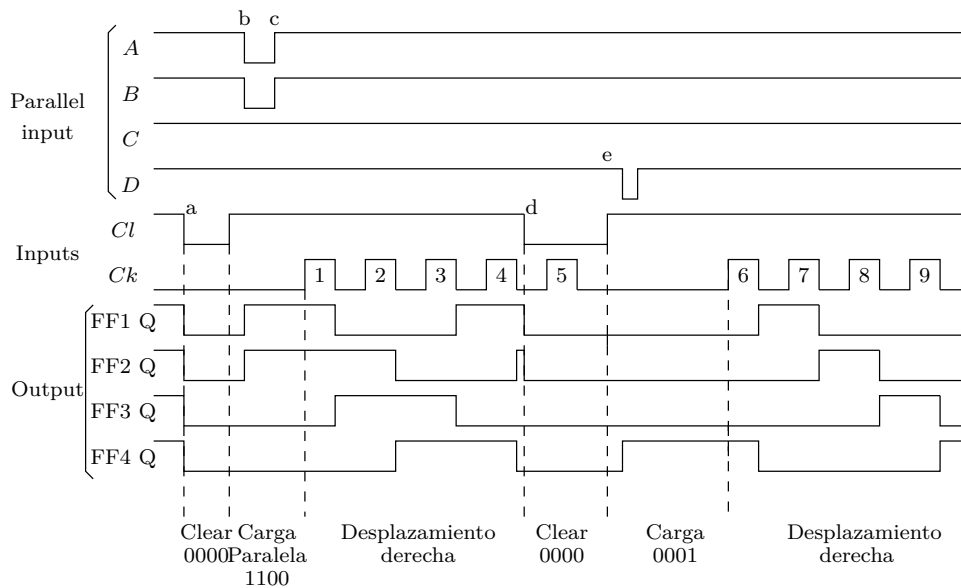 b c
A
B
Parallel
input
C
e
D
a d
Cl
Inputs
Ck 1 2 3 4 5 6 7 8 9
FF1 Q
FF2 Q
Output
FF3 Q
FF4 Q
Clear Carga Desplazamiento Clear Carga Desplazamiento
0000 Paralela derecha 0000 0001 derecha
1100